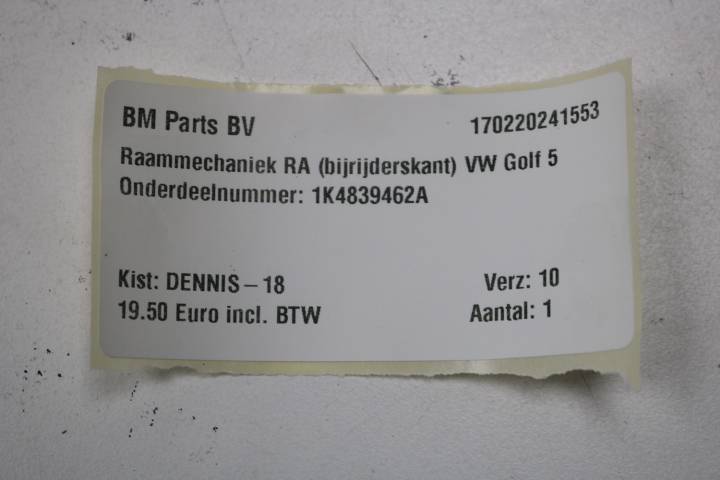 BM Parts BV 170220241553
Raammechaniek RA (bijrijderskant) VW Golf 5
Onderdeelnummer: 1K4839462A
Kist: DENNIS-18 Verz: 10
19.50 Euro incl. BTW Aantal: 1